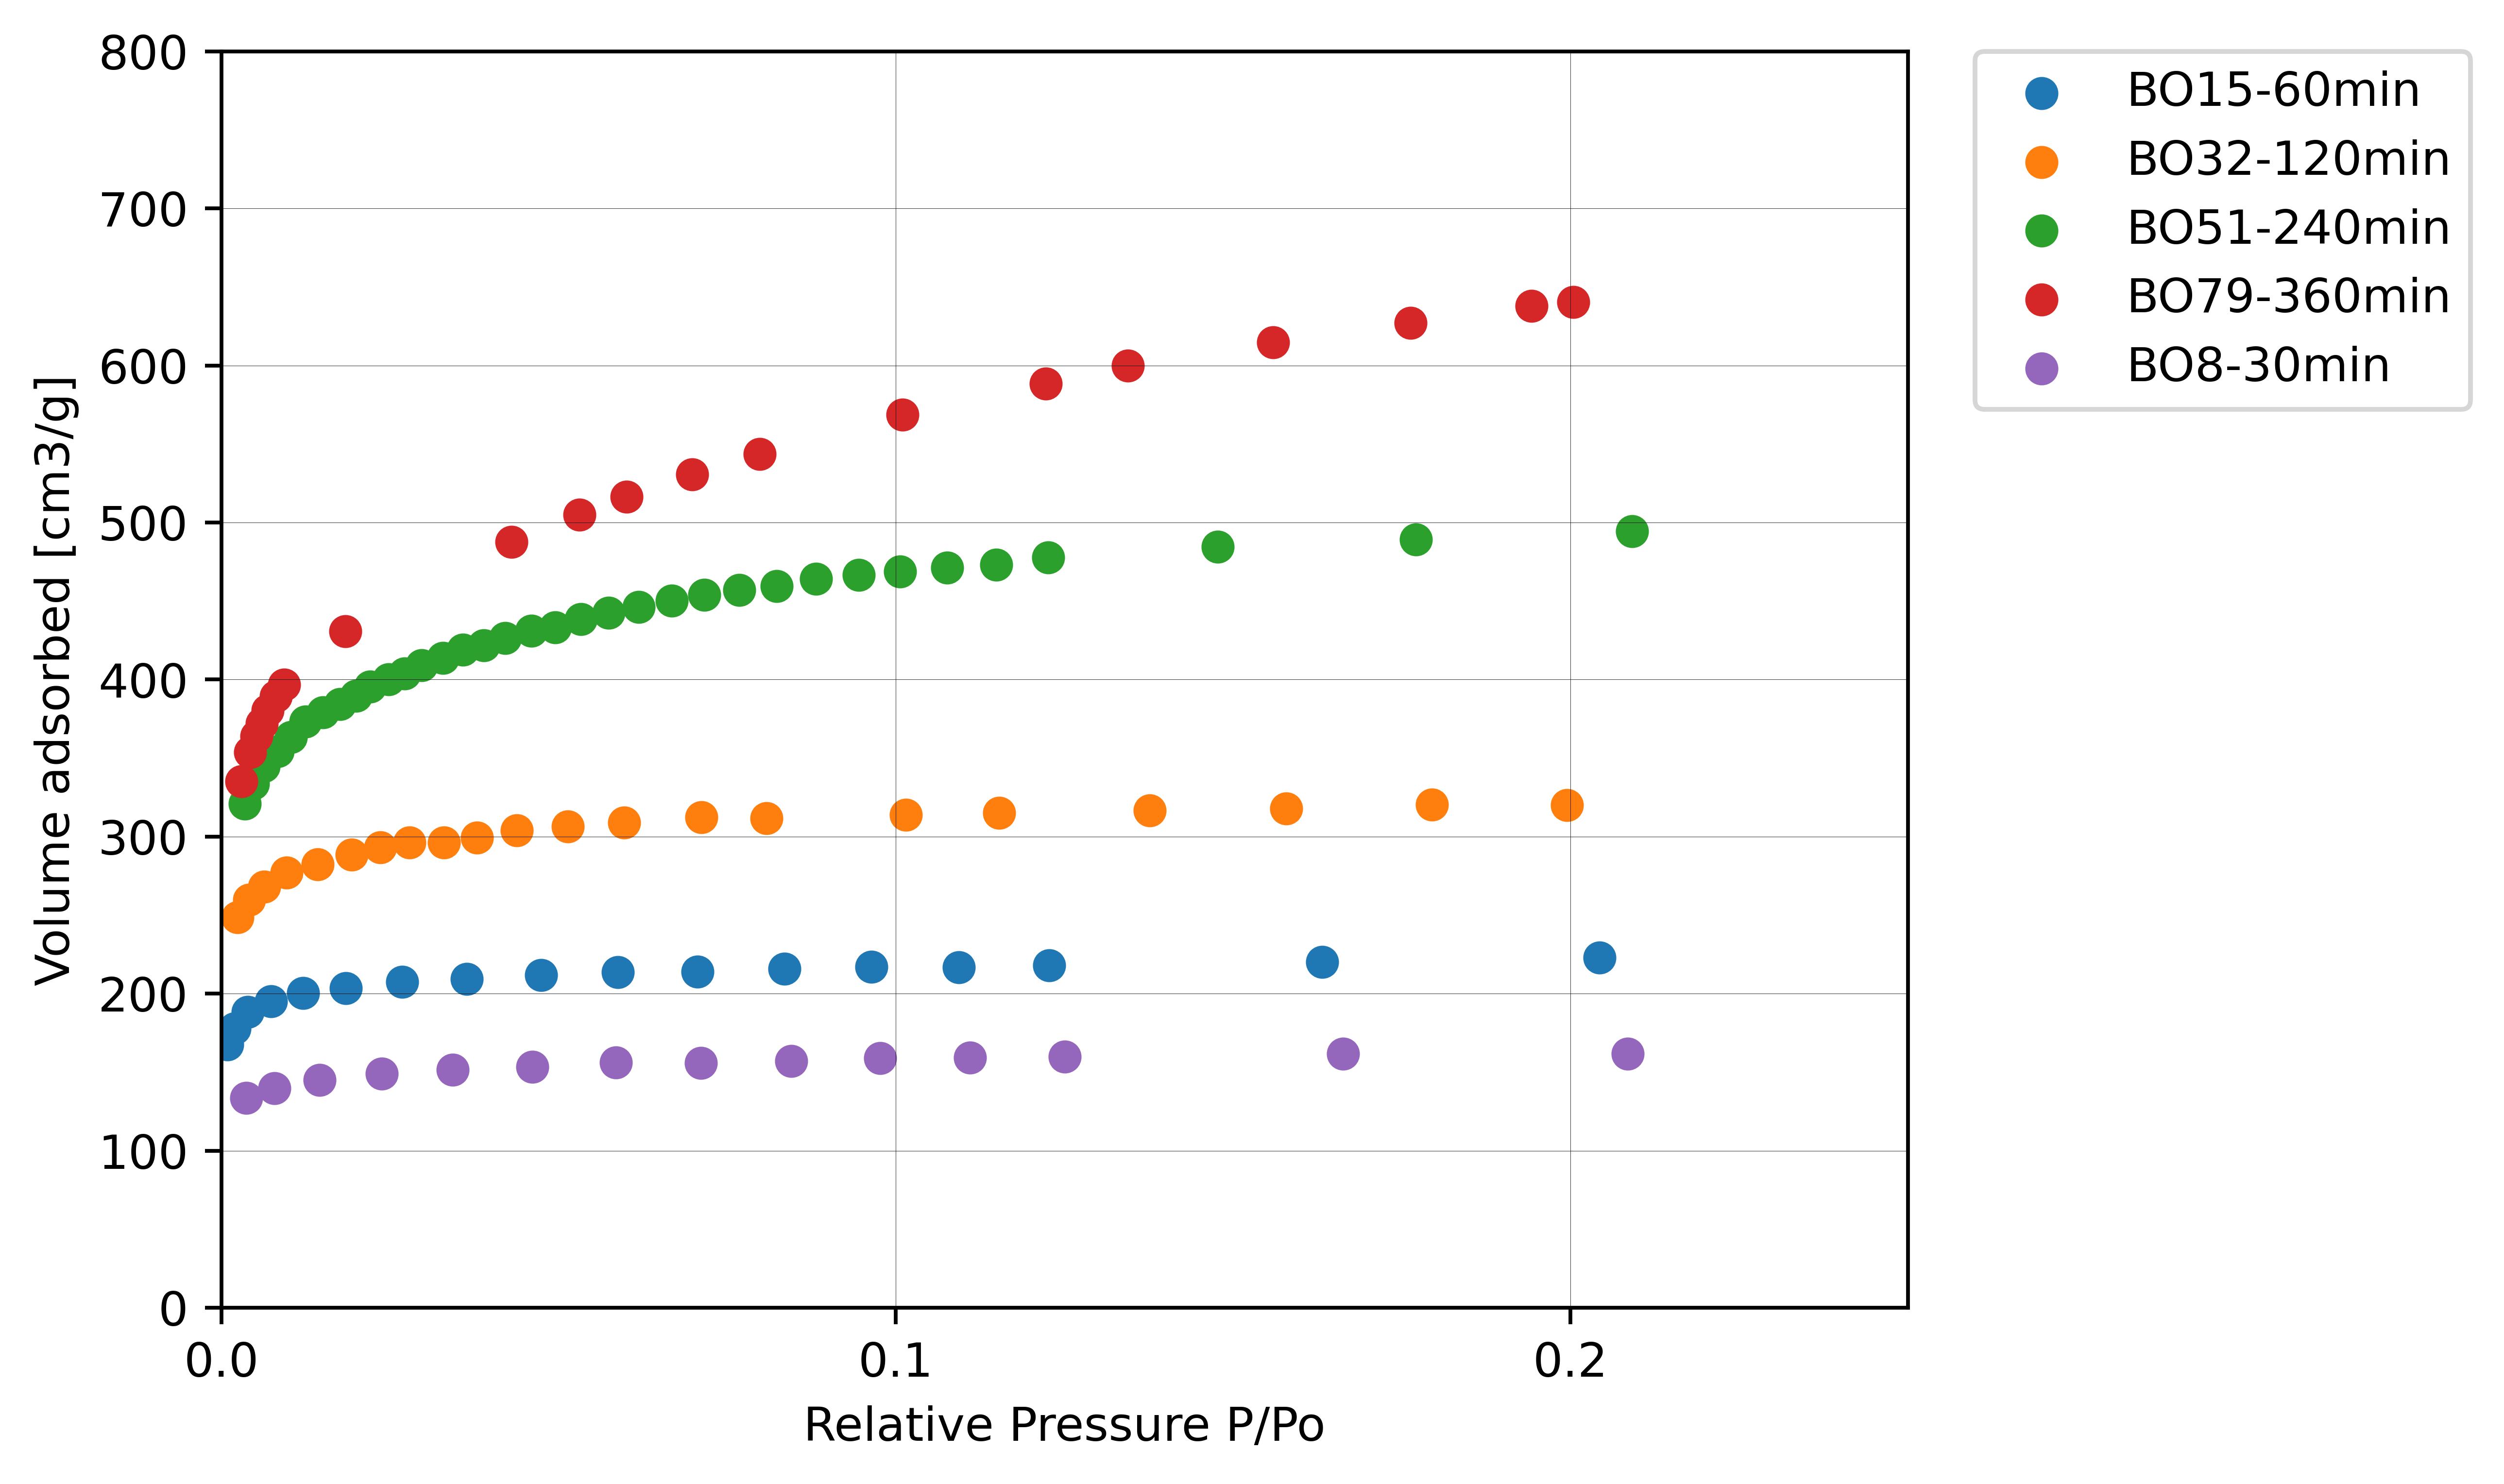 800
700
600
500
400
300
200
100
0
Volume adsorbed [cm3/g]
0.0
0.1
0.2
Relative Pressure P/Po
BO15-60min
BO32-120min
BO51-240min
BO79-360min
BO8-30min